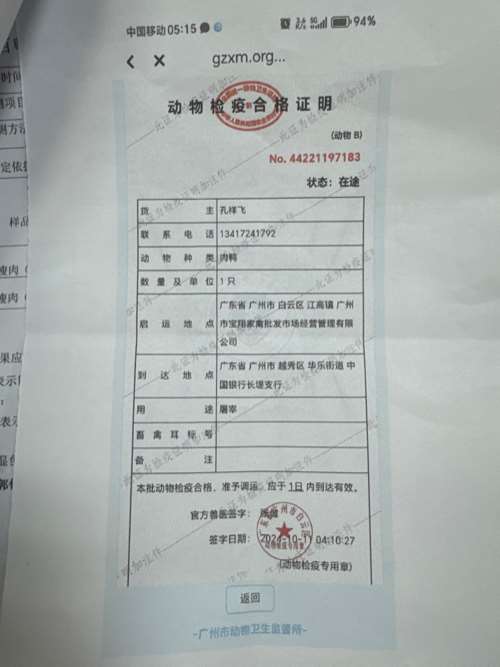 中国移动 05:15
94%
gzxm.org...
动物检疫合格证明
(动物 B)
No. 44221197183
状态：在途
货主 孔样飞
联系电话 13417241792
动物种类 肉鸭
数量及单位 1 只
启运地点
广东省 广州市 白云区 江高镇 广州
市宝翔家禽批发市场经营管理有限
公司
到达地点
广东省 广州市 越秀区 华乐街道 中
国银行长堤支行
用途 屠宰
畜禽耳标号
备注
本批动物检疫合格，准予调运，应于 1日 内到达有效。
官方兽医签字：
签字日期：2024-10-11 04:10:27
(动物检疫专用章)
返回
-广州市动物卫生监督所-